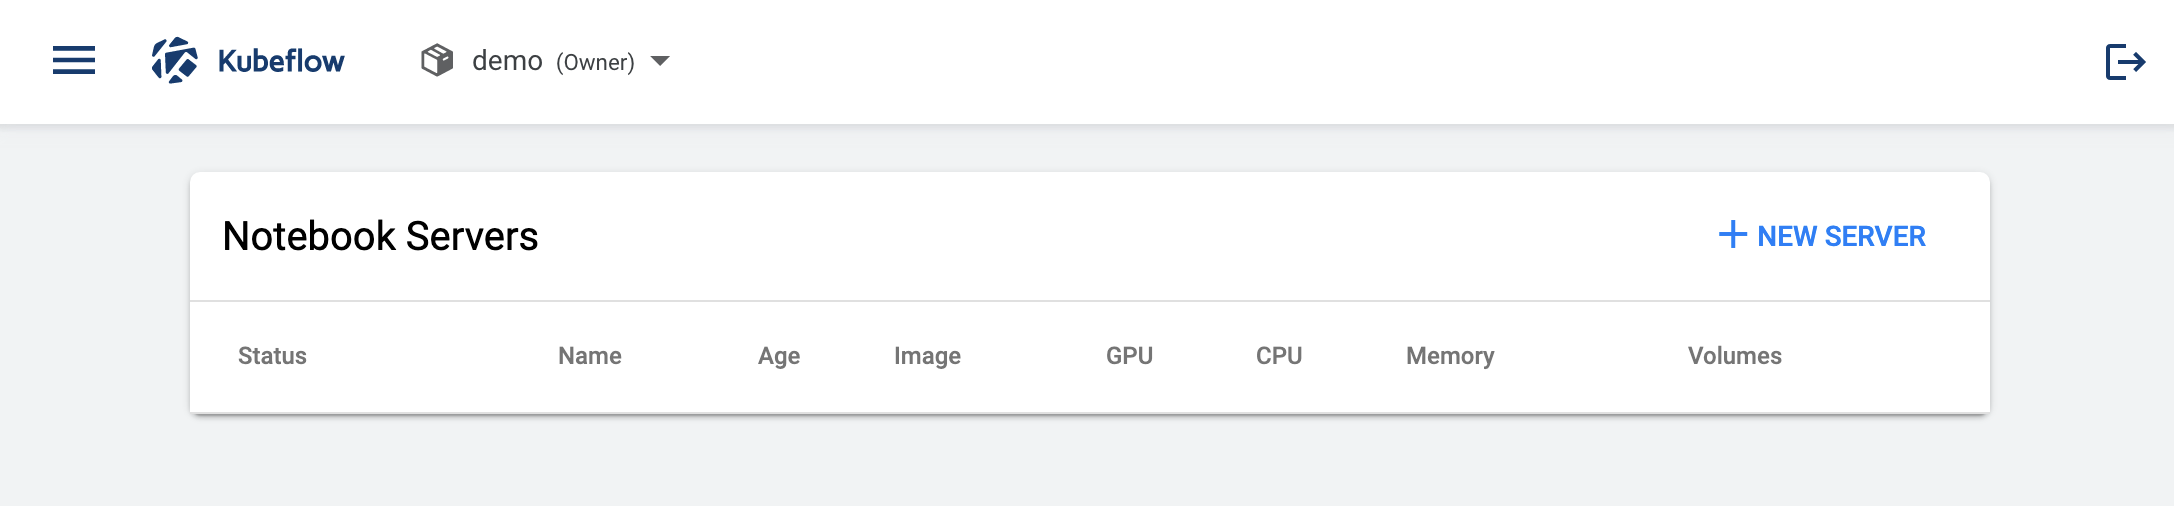 Kubeflow demo (Owner)
Notebook Servers + NEW SERVER
Status Name Age Image GPU CPU Memory Volumes